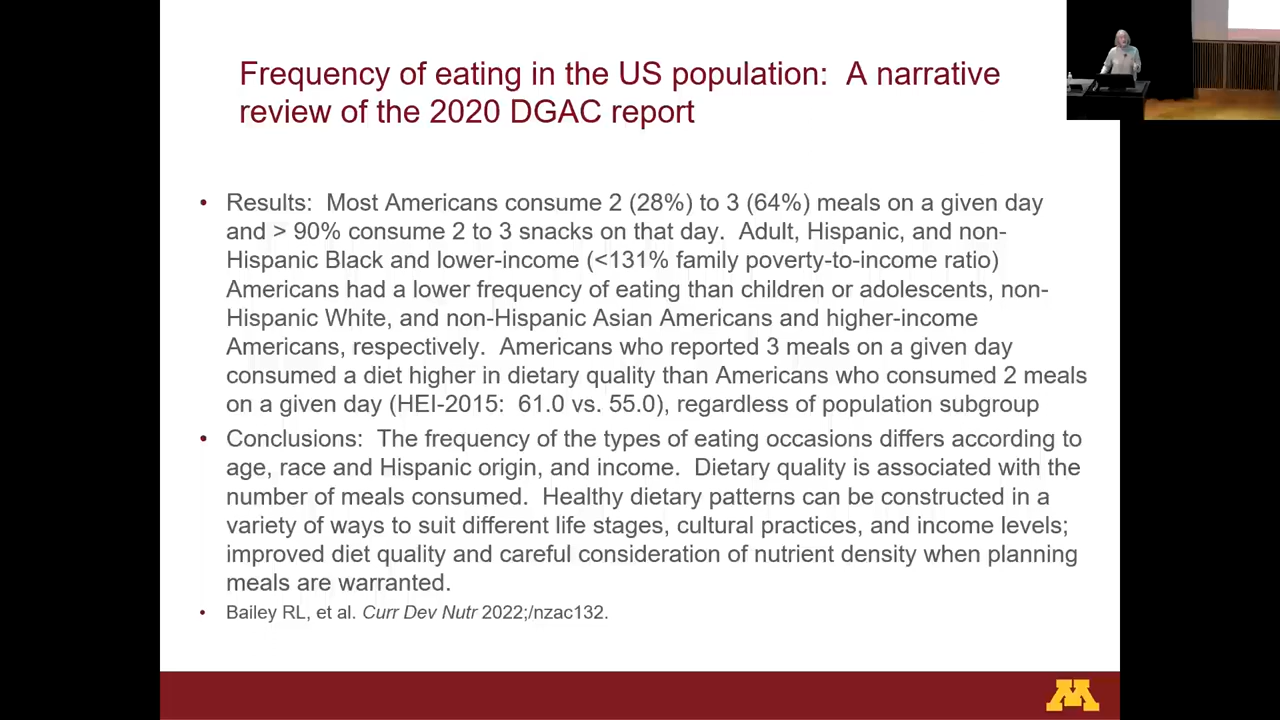 Frequency of eating in the US population:  A narrative
review of the 2020 DGAC report
• Results:  Most Americans consume 2 (28%) to 3 (64%) meals on a given day
and > 90% consume 2 to 3 snacks on that day.  Adult, Hispanic, and non-
Hispanic Black and lower-income (<131% family poverty-to-income ratio)
Americans had a lower frequency of eating than children or adolescents, non-
Hispanic White, and non-Hispanic Asian Americans and higher-income
Americans, respectively.  Americans who reported 3 meals on a given day
consumed a diet higher in dietary quality than Americans who consumed 2 meals
on a given day (HEI-2015:  61.0 vs. 55.0), regardless of population subgroup
• Conclusions:  The frequency of the types of eating occasions differs according to
age, race and Hispanic origin, and income.  Dietary quality is associated with the
number of meals consumed.  Healthy dietary patterns can be constructed in a
variety of ways to suit different life stages, cultural practices, and income levels;
improved diet quality and careful consideration of nutrient density when planning
meals are warranted.
• Bailey RL, et al. Curr Dev Nutr 2022;/nzac132.
M